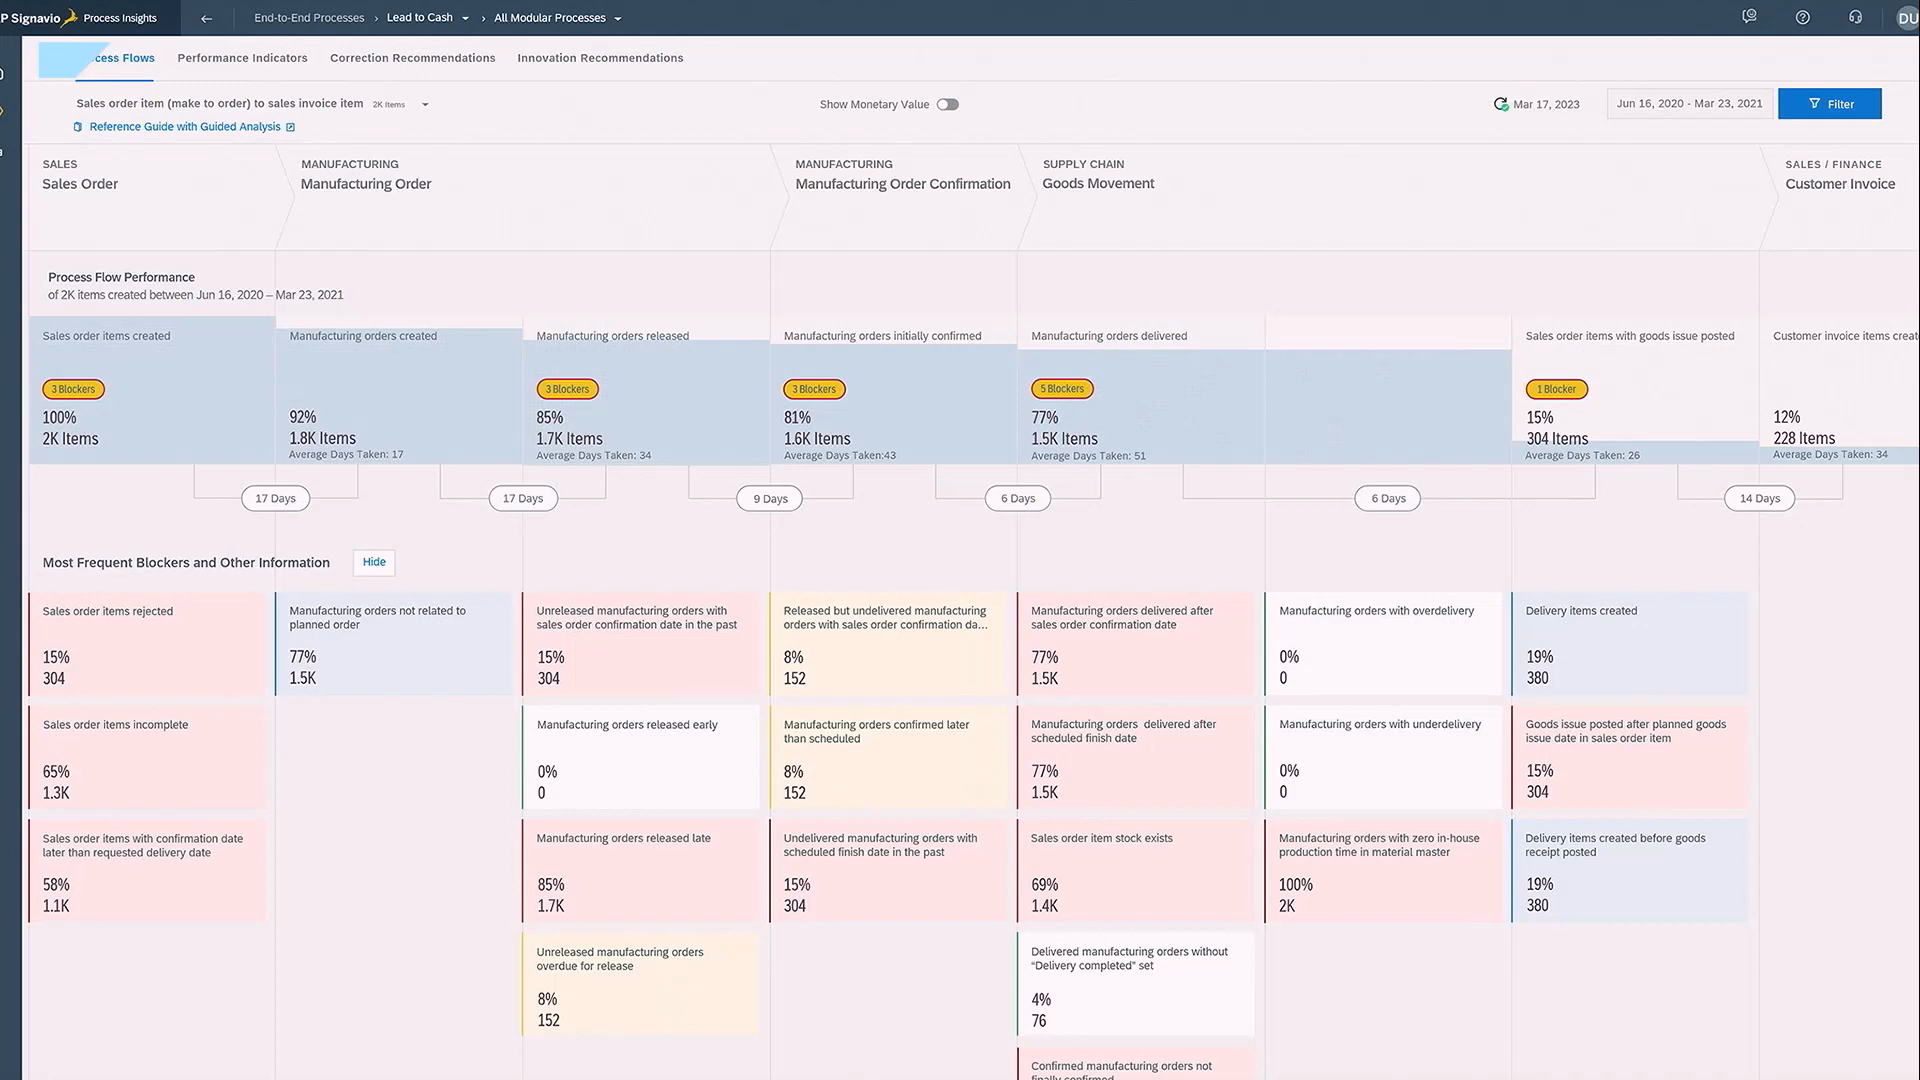 P Signavio Process Insights
End-to-End Processes › Lead to Cash › All Modular Processes
DU
cess Flows Performance Indicators Correction Recommendations Innovation Recommendations
Sales order item (make to order) to sales invoice item 2K Items
Show Monetary Value
Mar 17, 2023
Jun 16, 2020 - Mar 23, 2021
Filter
Reference Guide with Guided Analysis
SALES
Sales Order
MANUFACTURING
Manufacturing Order
MANUFACTURING
Manufacturing Order Confirmation
SUPPLY CHAIN
Goods Movement
SALES / FINANCE
Customer Invoice
Process Flow Performance
of 2K items created between Jun 16, 2020 – Mar 23, 2021
Sales order items created
3 Blockers
100%
2K Items
Manufacturing orders created
92%
1.8K Items
Average Days Taken: 17
Manufacturing orders released
3 Blockers
85%
1.7K Items
Average Days Taken: 34
Manufacturing orders initially confirmed
3 Blockers
81%
1.6K Items
Average Days Taken:43
Manufacturing orders delivered
5 Blockers
77%
1.5K Items
Average Days Taken: 51
Sales order items with goods issue posted
1 Blocker
15%
304 Items
Average Days Taken: 26
Customer invoice items creat
12%
228 Items
Average Days Taken: 34
17 Days
17 Days
9 Days
6 Days
6 Days
14 Days
Most Frequent Blockers and Other Information
Hide
Sales order items rejected
15%
304
Sales order items incomplete
65%
1.3K
Sales order items with confirmation date
later than requested delivery date
58%
1.1K
Manufacturing orders not related to
planned order
77%
1.5K
Unreleased manufacturing orders with
sales order confirmation date in the past
15%
304
Manufacturing orders released early
0%
0
Manufacturing orders released late
85%
1.7K
Unreleased manufacturing orders
overdue for release
8%
152
Released but undelivered manufacturing
orders with sales order confirmation da...
8%
152
Manufacturing orders confirmed later
than scheduled
8%
152
Undelivered manufacturing orders with
scheduled finish date in the past
15%
304
Manufacturing orders delivered after
sales order confirmation date
77%
1.5K
Manufacturing orders delivered after
scheduled finish date
77%
1.5K
Sales order item stock exists
69%
1.4K
Delivered manufacturing orders without
“Delivery completed” set
4%
76
Confirmed manufacturing orders not
finally confirmed
Manufacturing orders with overdelivery
0%
0
Manufacturing orders with underdelivery
0%
0
Manufacturing orders with zero in-house
production time in material master
100%
2K
Delivery items created
19%
380
Goods issue posted after planned goods
issue date in sales order item
15%
304
Delivery items created before goods
receipt posted
19%
380